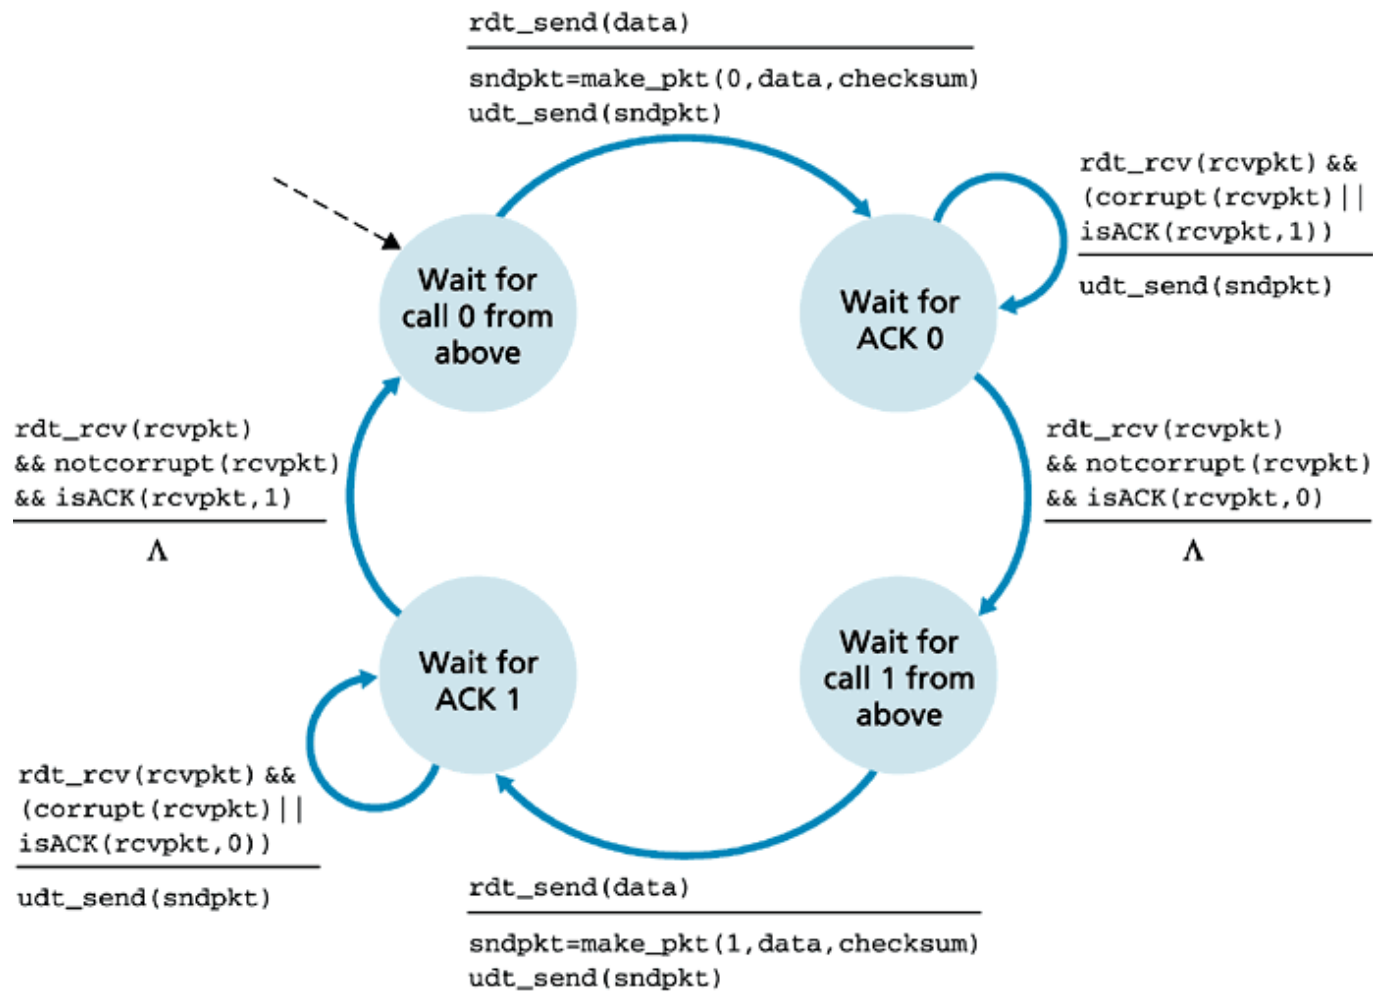 rdt_send(data)
sndpkt=make_pkt(0,data,checksum)
udt_send(sndpkt)
rdt_rcv(rcvpkt) &&
(corrupt(rcvpkt)||
isACK(rcvpkt,1))
udt_send(sndpkt)
Wait for
call 0 from
above
Wait for
ACK 0
rdt_rcv(rcvpkt)
&& notcorrupt(rcvpkt)
&& isACK(rcvpkt,1)
Λ
rdt_rcv(rcvpkt)
&& notcorrupt(rcvpkt)
&& isACK(rcvpkt,0)
Λ
Wait for
ACK 1
Wait for
call 1 from
above
rdt_rcv(rcvpkt) &&
(corrupt(rcvpkt)||
isACK(rcvpkt,0))
udt_send(sndpkt)
rdt_send(data)
sndpkt=make_pkt(1,data,checksum)
udt_send(sndpkt)